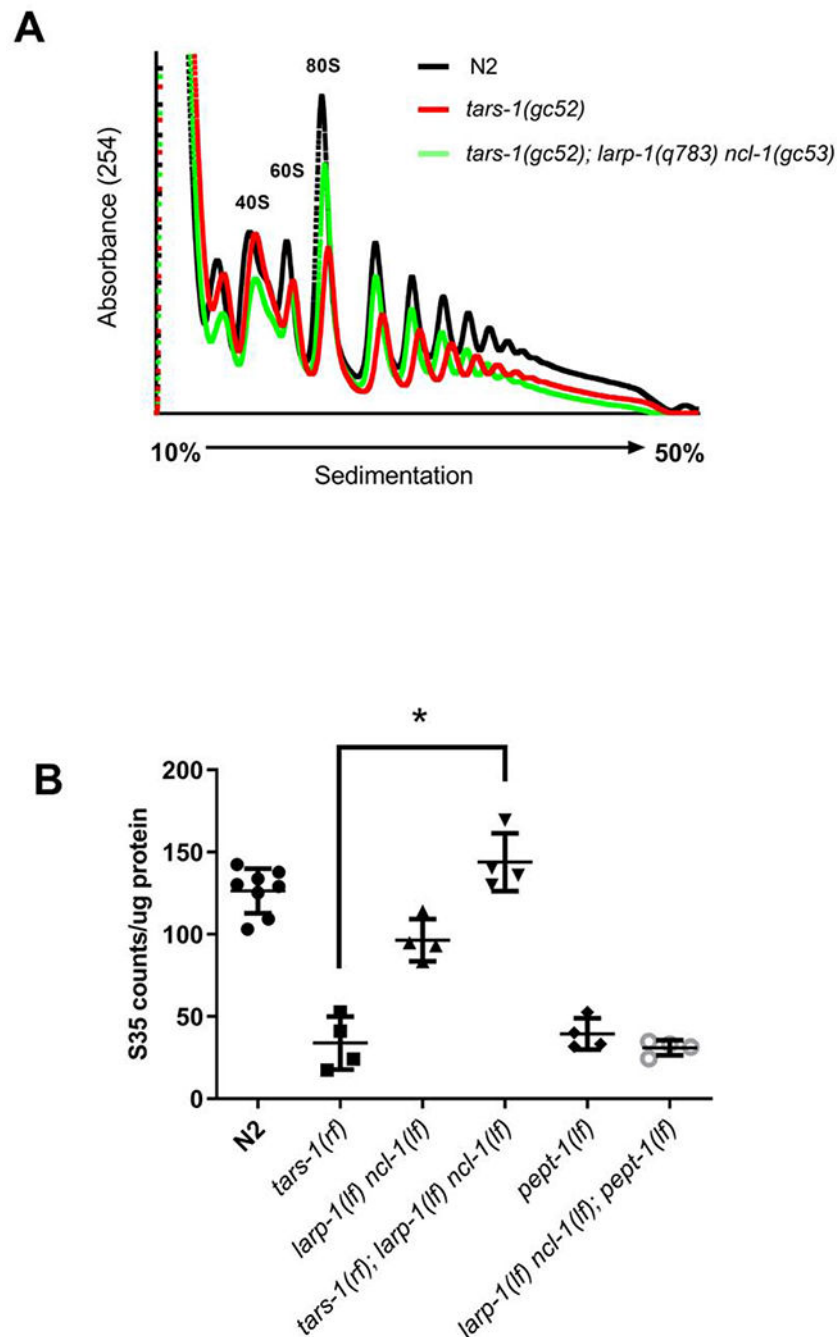 A
80S
N2
tars-1(gc52)
tars-1(gc52); larp-1(q783) ncl-1(gc53)
60S
40S
Absorbance (254)
10%
50%
Sedimentation
B
*
200
150
100
50
0
S35 counts/ug protein
N2
tars-1(rf)
larp-1(lf) ncl-1(lf)
tars-1(rf); larp-1(lf) ncl-1(lf)
pept-1(lf)
larp-1(lf) ncl-1(lf); pept-1(lf)